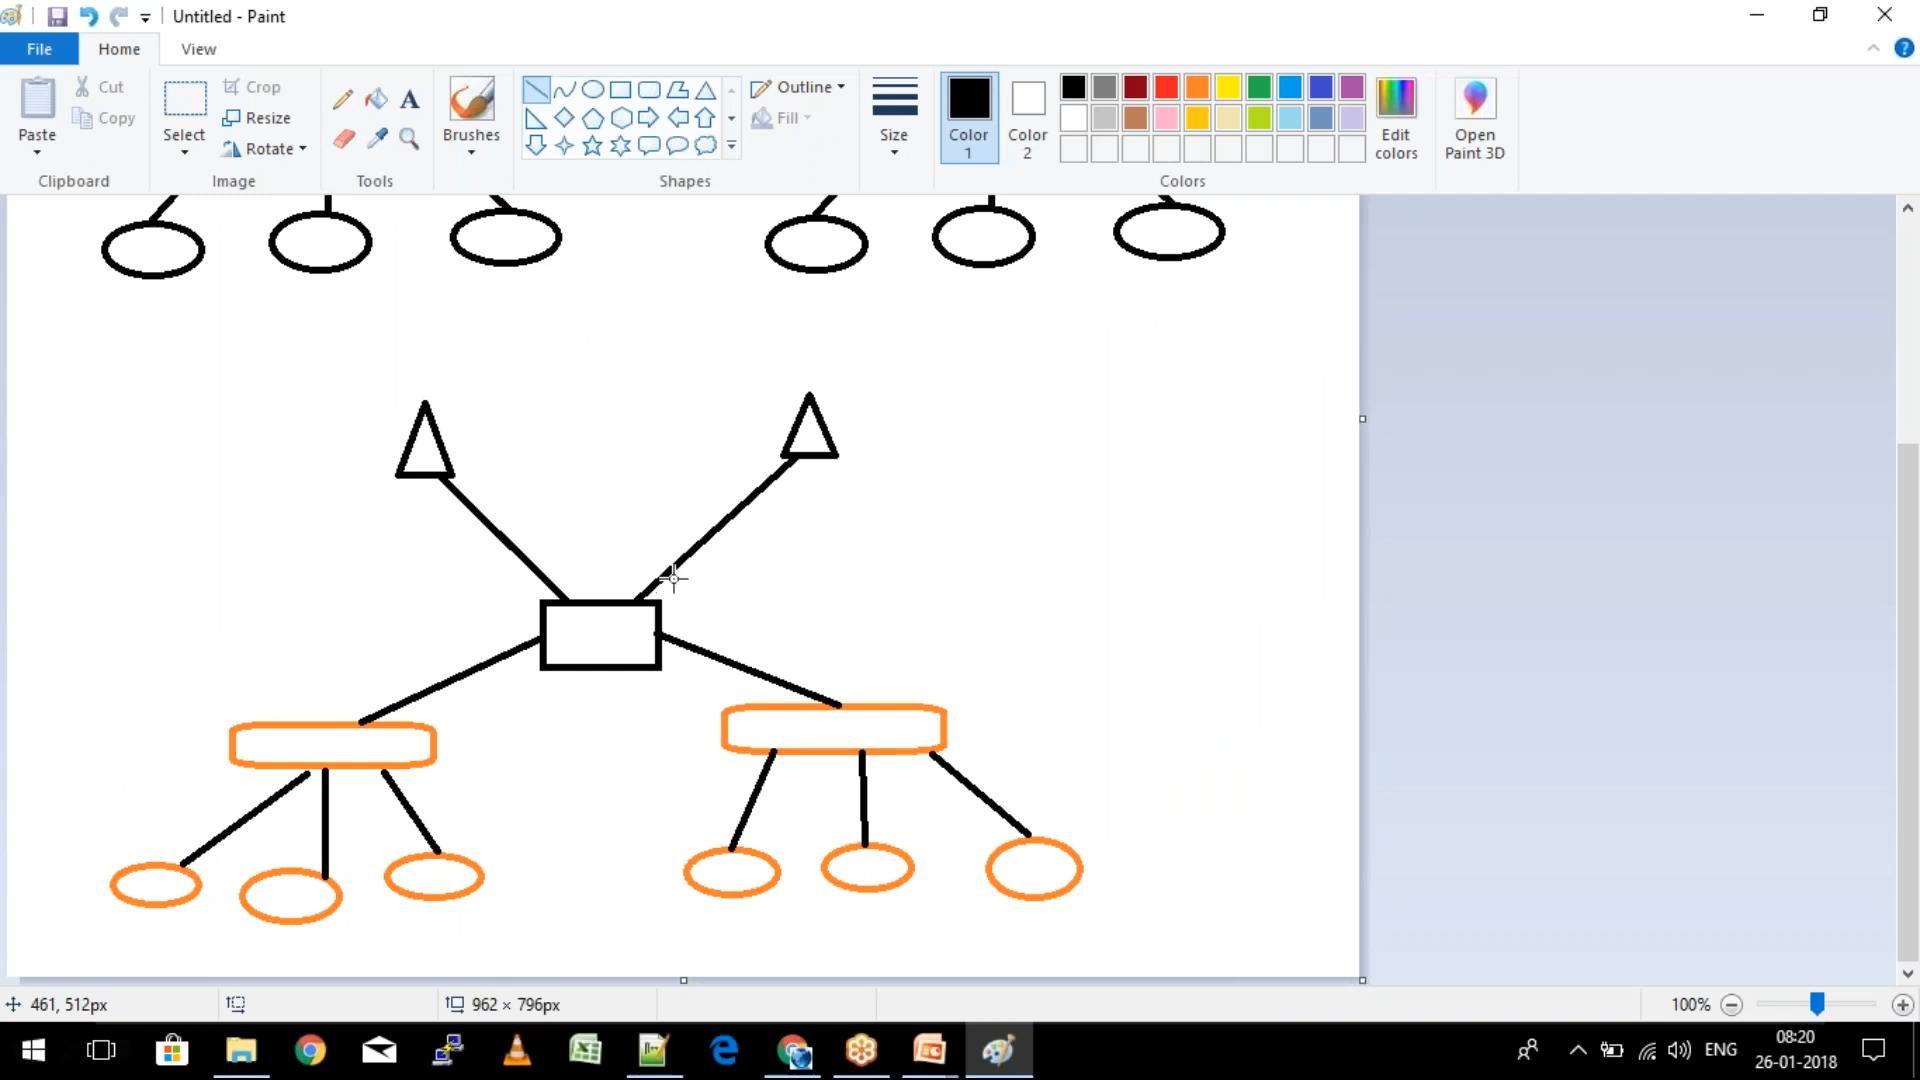 Untitled - Paint
File Home View
Cut
Copy
Paste
Clipboard
Select
Crop
Resize
Rotate
Image
Tools
Brushes
Outline
Fill
Shapes
Size
Color 1
Color 2
Edit colors
Open Paint 3D
Colors
461, 512px
962 × 796px
100%
ENG
08:20
26-01-2018